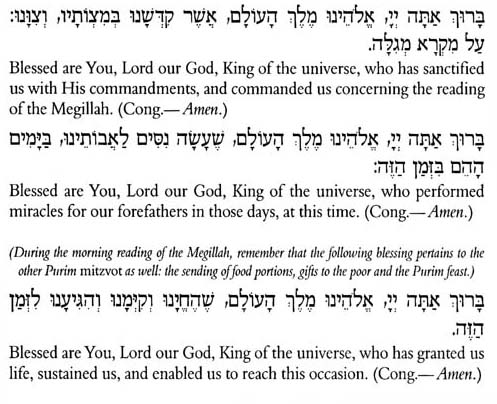 בָּרוּךְ אַתָּה יְיָ, אֱלֹהֵינוּ מֶלֶךְ הָעוֹלָם, אֲשֶׁר קִדְּשָׁנוּ בְּמִצְוֹתָיו, וְצִוָּנוּ:
עַל מִקְרָא מְגִלָּה.
Blessed are You, Lord our God, King of the universe, who has sanctified
us with His commandments, and commanded us concerning the reading
of the Megillah. (Cong.— Amen.)
בָּרוּךְ אַתָּה יְיָ, אֱלֹהֵינוּ מֶלֶךְ הָעוֹלָם, שֶׁעָשָׂה נִסִּים לַאֲבוֹתֵינוּ, בַּיָּמִים
הָהֵם בִּזְּמַן הַזֶּה:
Blessed are You, Lord our God, King of the universe, who performed
miracles for our forefathers in those days, at this time. (Cong.— Amen.)
(During the morning reading of the Megillah, remember that the following blessing pertains to the
other Purim mitzvot as well: the sending of food portions, gifts to the poor and the Purim feast.)
בָּרוּךְ אַתָּה יְיָ, אֱלֹהֵינוּ מֶלֶךְ הָעוֹלָם, שֶׁהֶחֱיָנוּ וְקִיְּמָנוּ וְהִגִּיעָנוּ לִזְּמַן
הַזֶּה.
Blessed are You, Lord our God, King of the universe, who has granted us
life, sustained us, and enabled us to reach this occasion. (Cong.— Amen.)